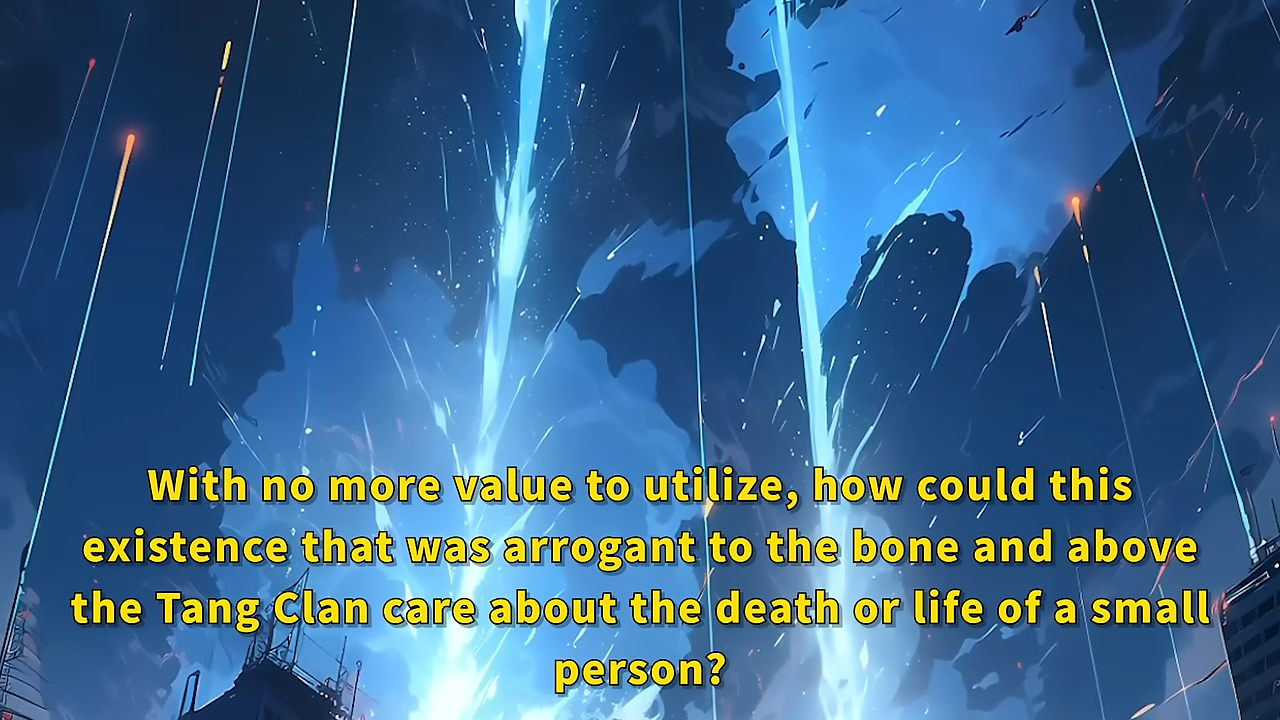 With no more value to utilize, how could this
existence that was arrogant to the bone and above
the Tang Clan care about the death or life of a small
person?